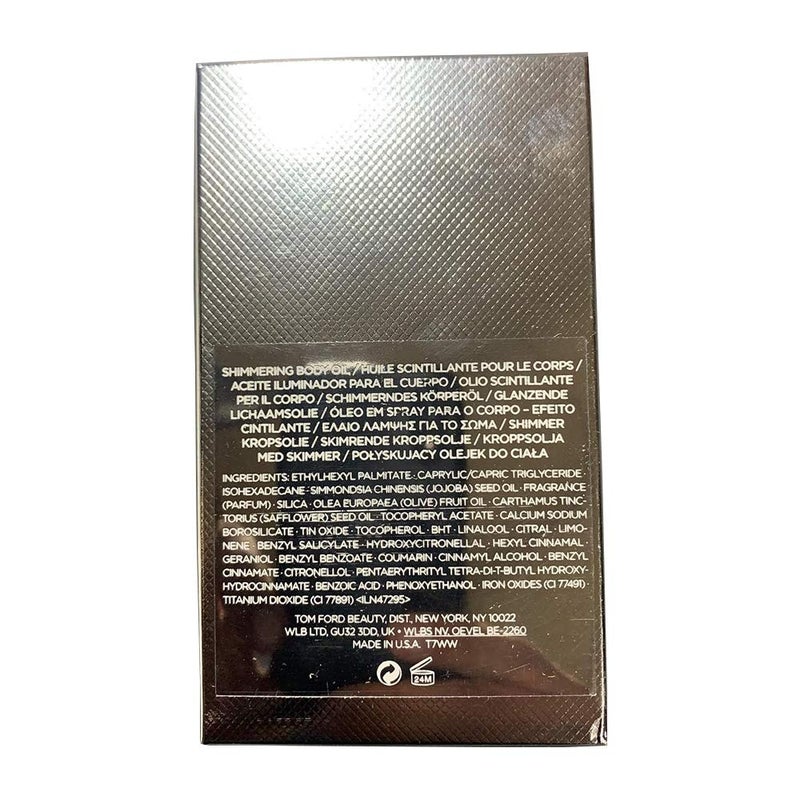 SHIMMERING BODY OIL / HUILE SCINTILLANTE POUR LE CORPS /
ACEITE ILUMINADOR PARA EL CUERPO / OLIO SCINTILLANTE
PER IL CORPO / SCHIMMERNDES KÖRPERÖL / GLANZENDE
LICHAAMSOLIE / ÓLEO EM SPRAY PARA O CORPO – EFEITO
CINTILANTE / ΕΛΑΙΟ ΛΑΜΨΗΣ ΓΙΑ ΤΟ ΣΩΜΑ / SHIMMER
KROPSOLIE / SKIMRENDE KROPPSOLJE / KROPPSOLJA
MED SKIMMER / POŁYSKUJĄCY OLEJEK DO CIAŁA
INGREDIENTS: ETHYLHEXYL PALMITATE · CAPRYLIC/CAPRIC TRIGLYCERIDE ·
ISOHEXADECANE · SIMMONDSIA CHINENSIS (JOJOBA) SEED OIL · FRAGRANCE
(PARFUM) · SILICA · OLEA EUROPAEA (OLIVE) FRUIT OIL · CARTHAMUS TINC-
TORIUS (SAFFLOWER) SEED OIL · TOCOPHERYL ACETATE · CALCIUM SODIUM
BOROSILICATE · TIN OXIDE · TOCOPHEROL · BHT · LINALOOL · CITRAL · LIMO-
NENE · BENZYL SALICYLATE · HYDROXYCITRONELLAL · HEXYL CINNAMAL ·
GERANIOL · BENZYL BENZOATE · COUMARIN · CINNAMYL ALCOHOL · BENZYL
CINNAMATE · CITRONELLOL · PENTAERYTHRITYL TETRA-DI-T-BUTYL HYDROXY-
HYDROCINNAMATE · BENZOIC ACID · PHENOXYETHANOL · IRON OXIDES (CI 77491) ·
TITANIUM DIOXIDE (CI 77891) <ILN47295>
TOM FORD BEAUTY, DIST., NEW YORK, NY 10022
WLB LTD, GU32 3DD, UK • WLBS NV. OEVEL BE-2260
MADE IN U.S.A. T7WW
24M